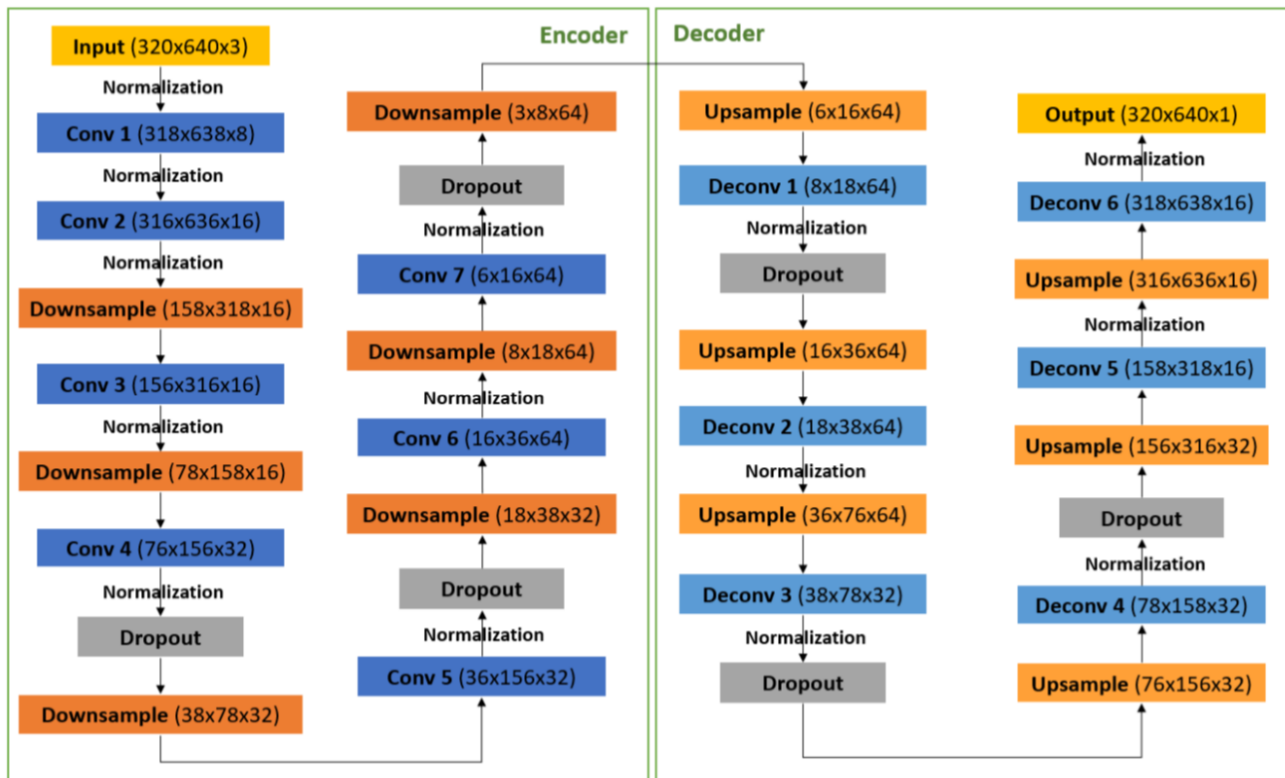 Encoder
Input (320x640x3)
Normalization
Conv 1 (318x638x8)
Normalization
Conv 2 (316x636x16)
Normalization
Downsample (158x318x16)
Conv 3 (156x316x16)
Normalization
Downsample (78x158x16)
Conv 4 (76x156x32)
Normalization
Dropout
Downsample (38x78x32)
Conv 5 (36x156x32)
Normalization
Dropout
Downsample (18x38x32)
Conv 6 (16x36x64)
Normalization
Downsample (8x18x64)
Conv 7 (6x16x64)
Normalization
Dropout
Downsample (3x8x64)
Decoder
Upsample (6x16x64)
Deconv 1 (8x18x64)
Normalization
Dropout
Upsample (16x36x64)
Deconv 2 (18x38x64)
Normalization
Upsample (36x76x64)
Deconv 3 (38x78x32)
Normalization
Dropout
Upsample (76x156x32)
Deconv 4 (78x158x32)
Normalization
Dropout
Upsample (156x316x32)
Deconv 5 (158x318x16)
Normalization
Upsample (316x636x16)
Deconv 6 (318x638x16)
Normalization
Output (320x640x1)